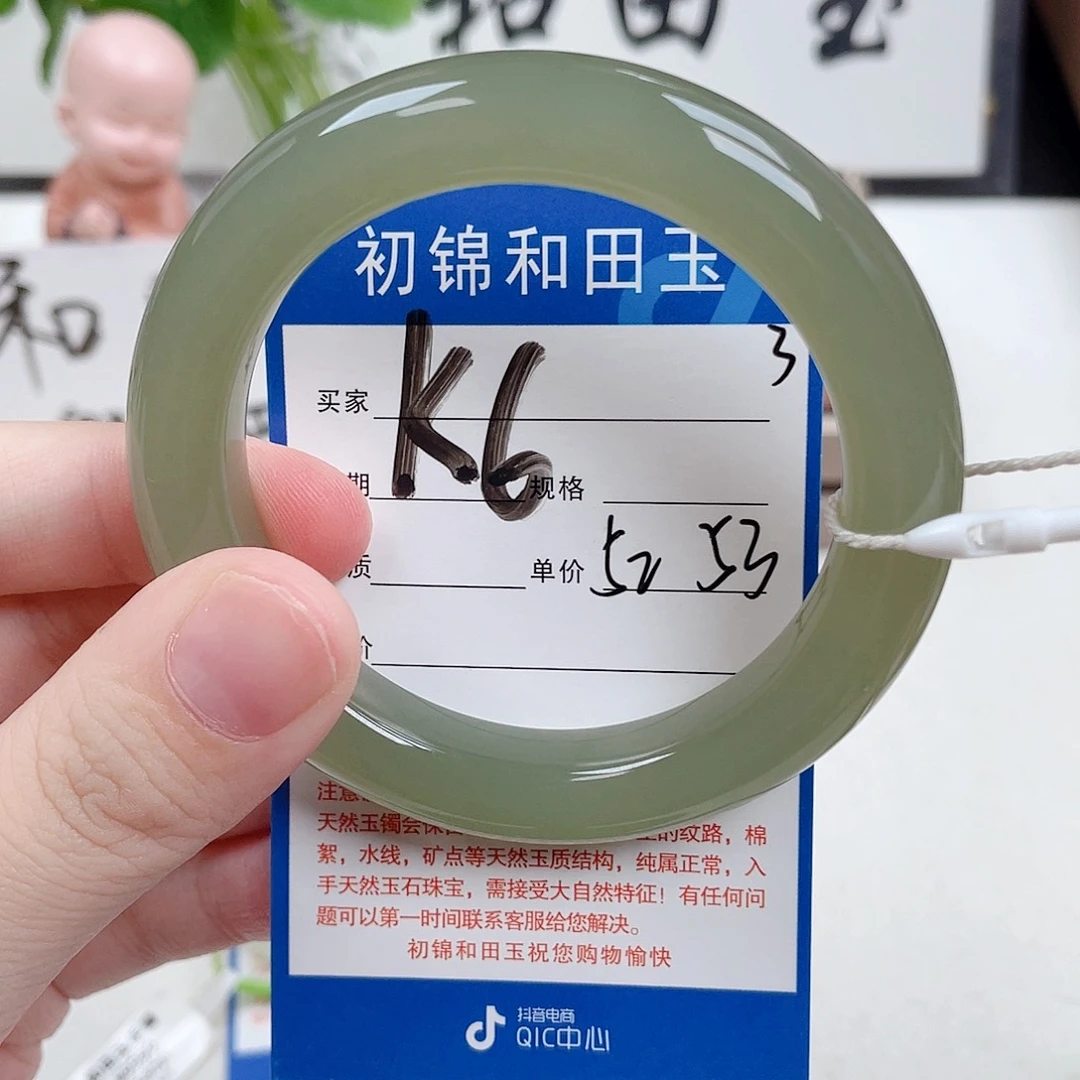 和田玉
和
初锦和田玉
3
买家 K6
期 规格
质 单价 52 53
价
天然玉镯会保
的纹路，棉
絮，水线，矿点等天然玉质结构，纯属正常，入
手天然玉石珠宝，需接受大自然特征！有任何问
题可以第一时间联系客服给您解决。
初锦和田玉祝您购物愉快
抖音电商
QIC中心